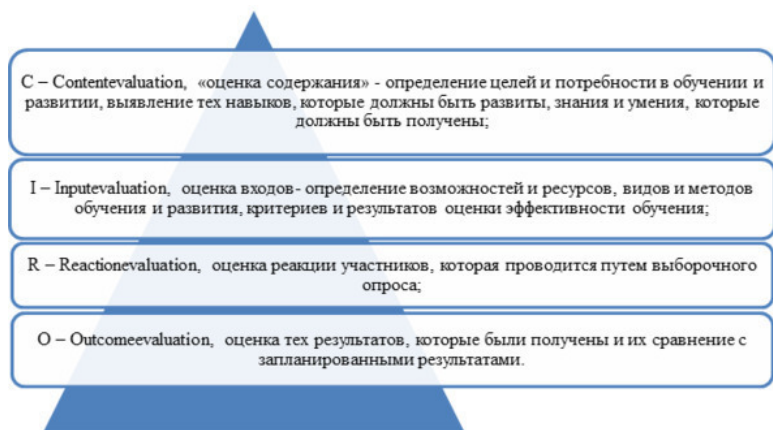 C – Contentevaluation, «оценка содержания» - определение целей и потребности в обучении и
развитии, выявление тех навыков, которые должны быть развиты, знания и умения, которые
должны быть получены;
I – Inputevaluation, оценка входов- определение возможностей и ресурсов, видов и методов
обучения и развития, критериев и результатов оценки эффективности обучения;
R – Reactionevaluation, оценка реакции участников, которая проводится путем выборочного
опроса;
O – Outcomeevaluation, оценка тех результатов, которые были получены и их сравнение с
запланированными результатами.